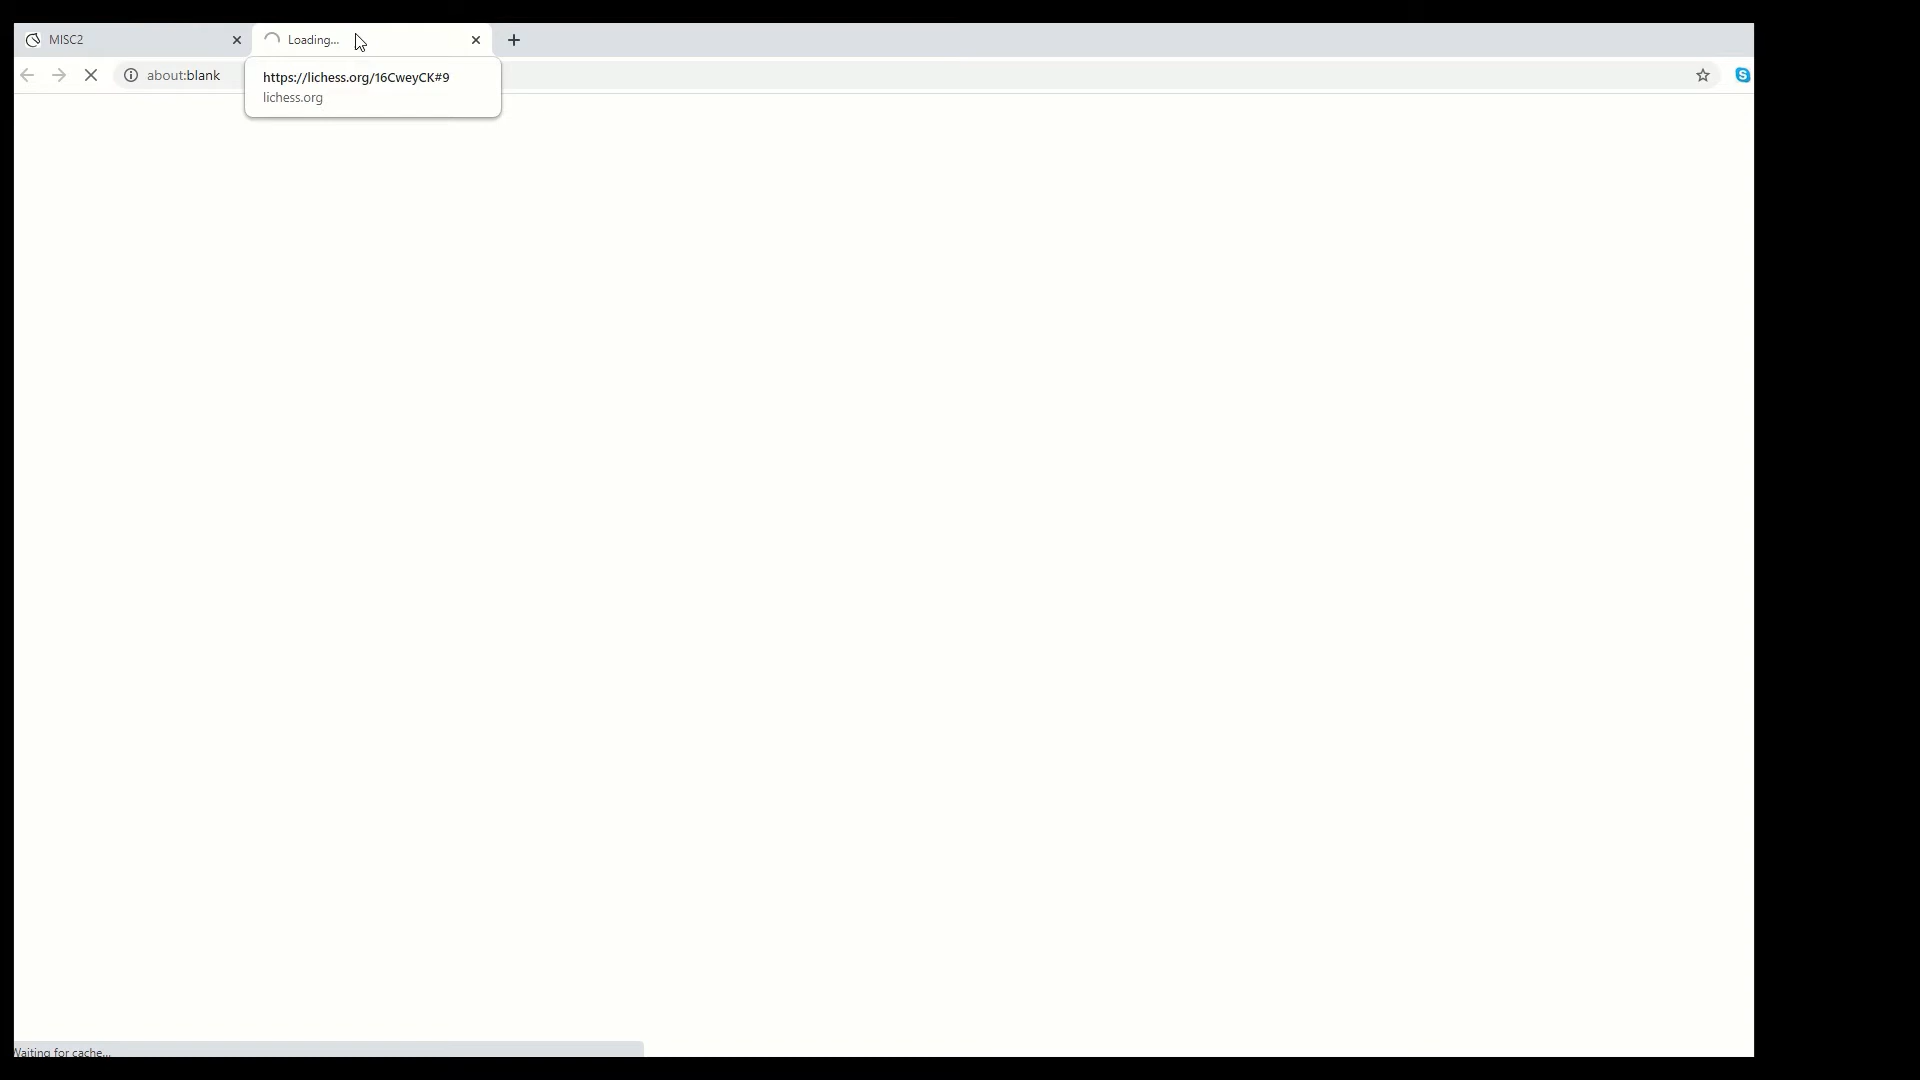 MISC2
Loading...
about:blank
https://lichess.org/16CweyCK#9
lichess.org
Waiting for cache...